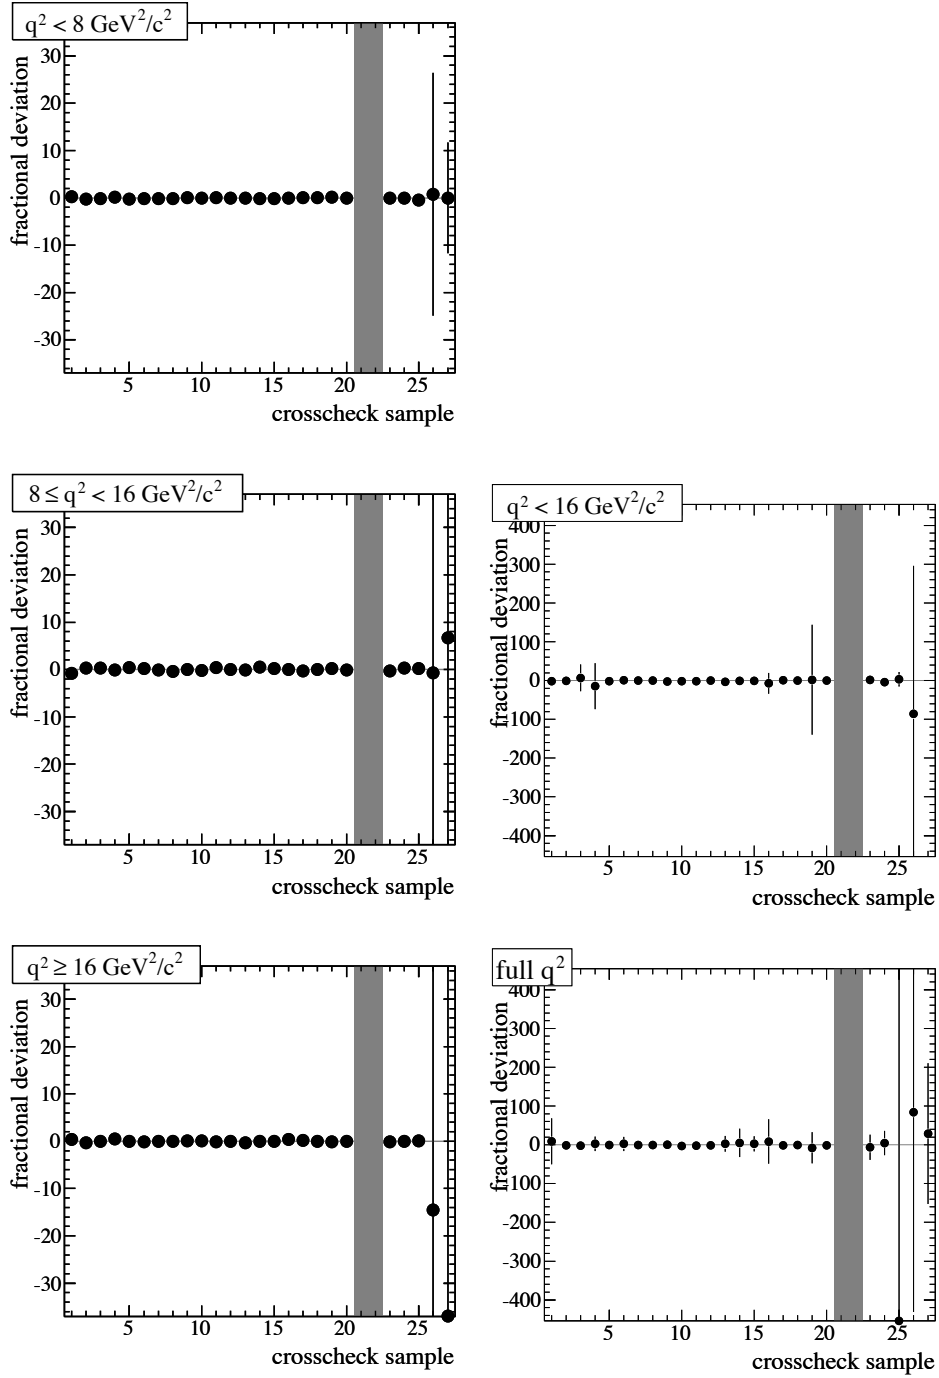 q² < 8 GeV²/c²
fractional deviation
30
20
10
0
-10
-20
-30
5 10 15 20 25
crosscheck sample
8 ≤ q² < 16 GeV²/c²
fractional deviation
30
20
10
0
-10
-20
-30
5 10 15 20 25
crosscheck sample
q² < 16 GeV²/c²
fractional deviation
400
300
200
100
0
-100
-200
-300
-400
5 10 15 20 25
crosscheck sample
q² ≥ 16 GeV²/c²
fractional deviation
30
20
10
0
-10
-20
-30
5 10 15 20 25
crosscheck sample
full q²
fractional deviation
400
300
200
100
0
-100
-200
-300
-400
5 10 15 20 25
crosscheck sample